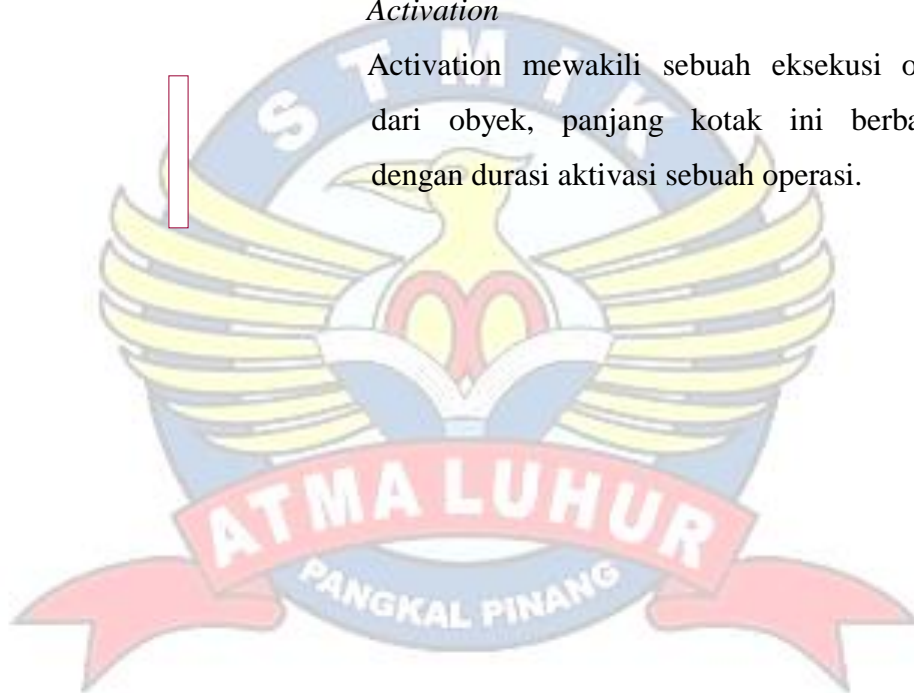 Activation
Activation mewakili sebuah eksekusi
dari obyek, panjang kotak ini
dengan durasi aktivasi sebuah operasi.
STMIK
ATMA LUHUR
PANGKAL PINANG